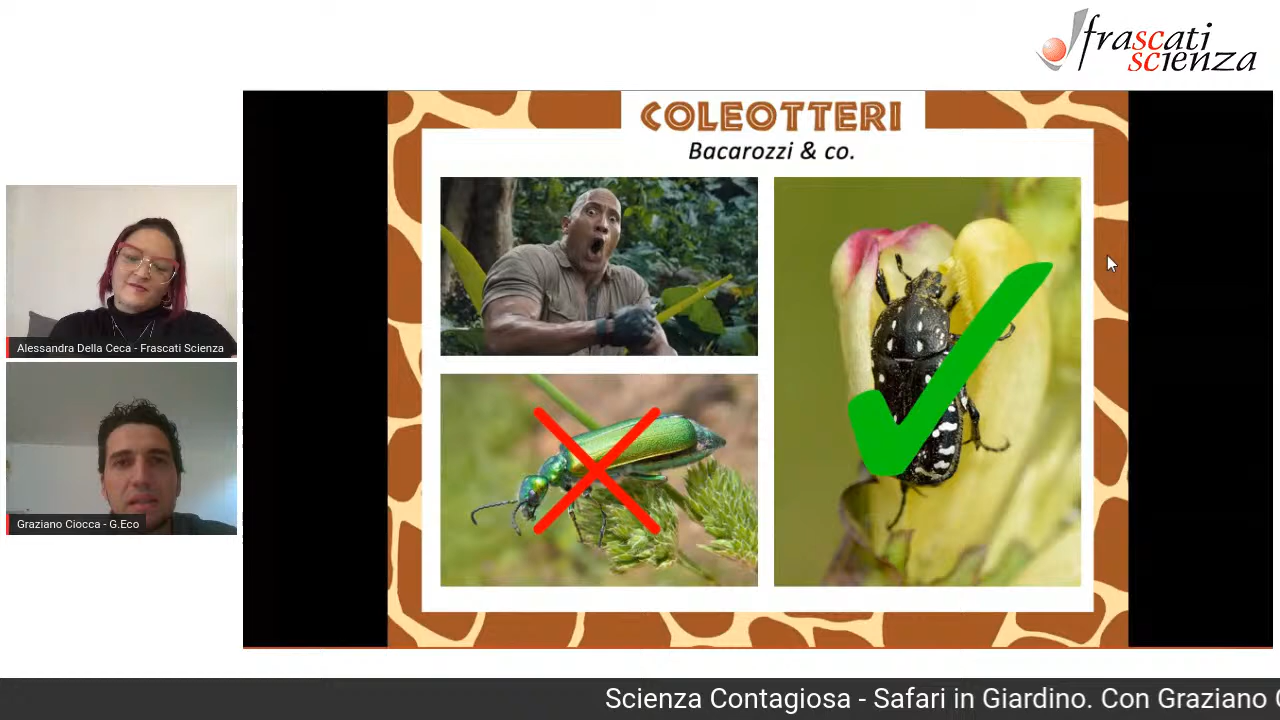 frascati
scienza
COLEOTTERI
Bacarozzi & co.
Alessandra Della Ceca - Frascati Scienza
Graziano Ciocca - G.Eco
Scienza Contagiosa - Safari in Giardino. Con Graziano